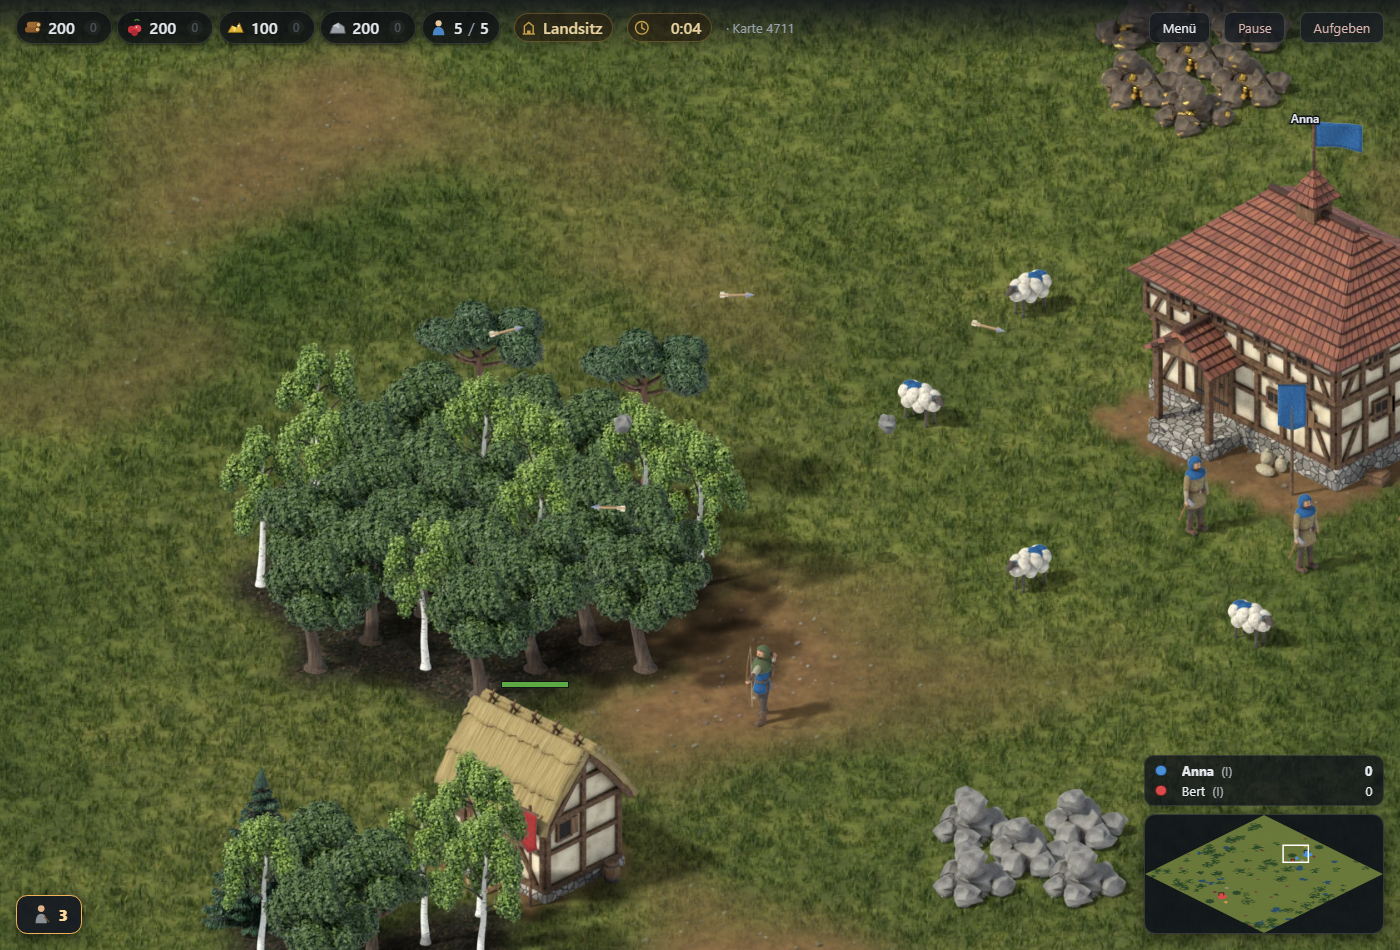 200 0 200 0 100 0 200 0 5 / 5 Landsitz 0:04 · Karte 4711 Menü Pause Aufgeben
Anna
Anna (I) 0
Bert (I) 0
3